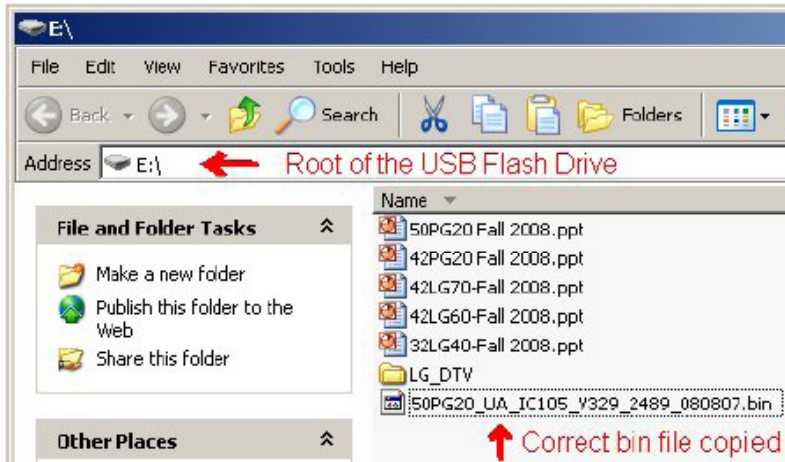 E:\
File Edit View Favorites Tools Help
Back Search Folders
Address E:\ Root of the USB Flash Drive
File and Folder Tasks
Make a new folder
Publish this folder to the
Web
Share this folder
Other Places
Name
50PG20 Fall 2008.ppt
42PG20 Fall 2008.ppt
42LG70-Fall 2008.ppt
42LG60-Fall 2008.ppt
32LG40-Fall 2008.ppt
LG_DTV
50PG20_UA_IC105_V329_2489_080807.bin
Correct bin file copied